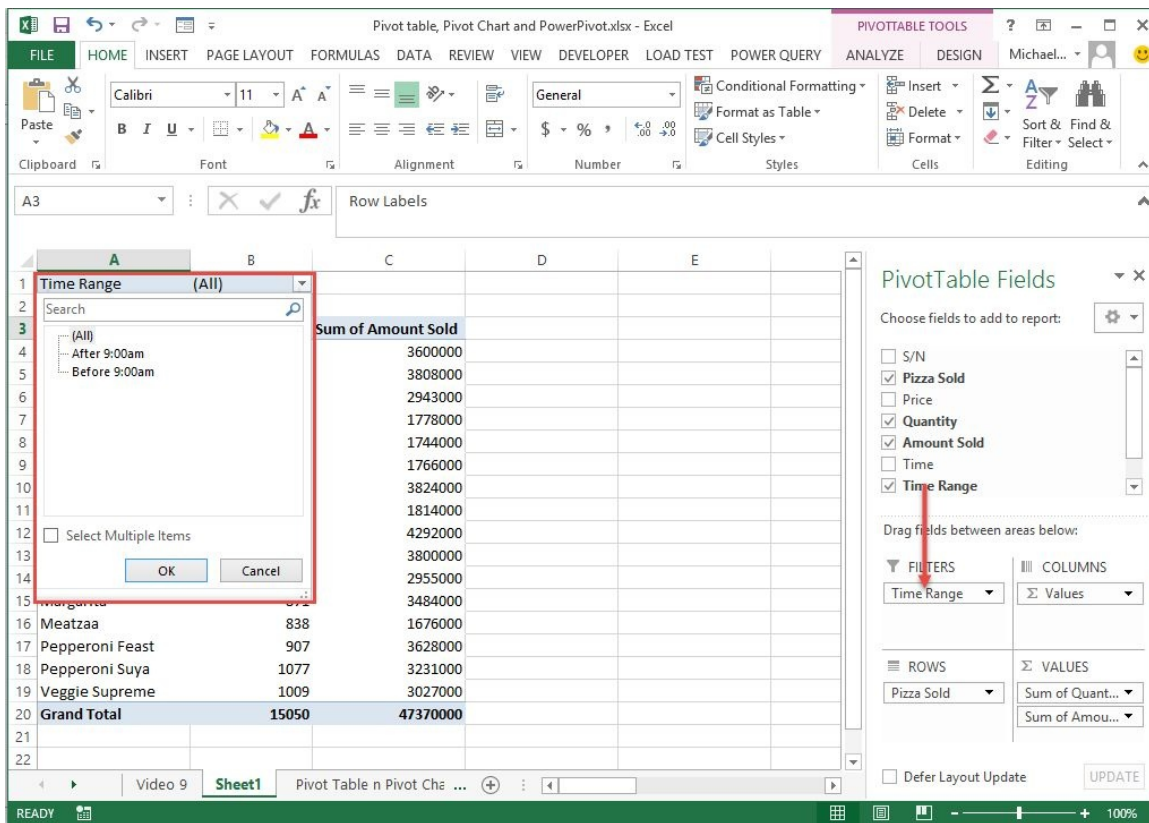 Pivot table, Pivot Chart and PowerPivot.xlsx - Excel
PIVOTTABLE TOOLS
?
FILE HOME INSERT PAGE LAYOUT FORMULAS DATA REVIEW VIEW DEVELOPER LOAD TEST POWER QUERY ANALYZE DESIGN Michael...
Paste
Calibri 11
B I U
General
$ % ,
Conditional Formatting
Format as Table
Cell Styles
Insert
Delete
Format
Sort & Filter
Find & Select
Clipboard Font Alignment Number Styles Cells Editing
A3 fx Row Labels
A B C D E
1 Time Range (All)
2 Search
3 Sum of Amount Sold
(All)
After 9:00am
Before 9:00am
4 3600000
5 3808000
6 2943000
7 1778000
8 1744000
9 1766000
10 3824000
11 1814000
12 Select Multiple Items 4292000
13 3800000
OK Cancel
14 2955000
15 3484000
16 Meatzaa 838 1676000
17 Pepperoni Feast 907 3628000
18 Pepperoni Suya 1077 3231000
19 Veggie Supreme 1009 3027000
20 Grand Total 15050 47370000
21
22
PivotTable Fields
Choose fields to add to report:
S/N
Pizza Sold
Price
Quantity
Amount Sold
Time
Time Range
Drag fields between areas below:
FILTERS
Time Range
COLUMNS
Σ Values
ROWS
Pizza Sold
Σ VALUES
Sum of Quant...
Sum of Amou...
Defer Layout Update UPDATE
Video 9 Sheet1 Pivot Table n Pivot Cha ...
READY 100%